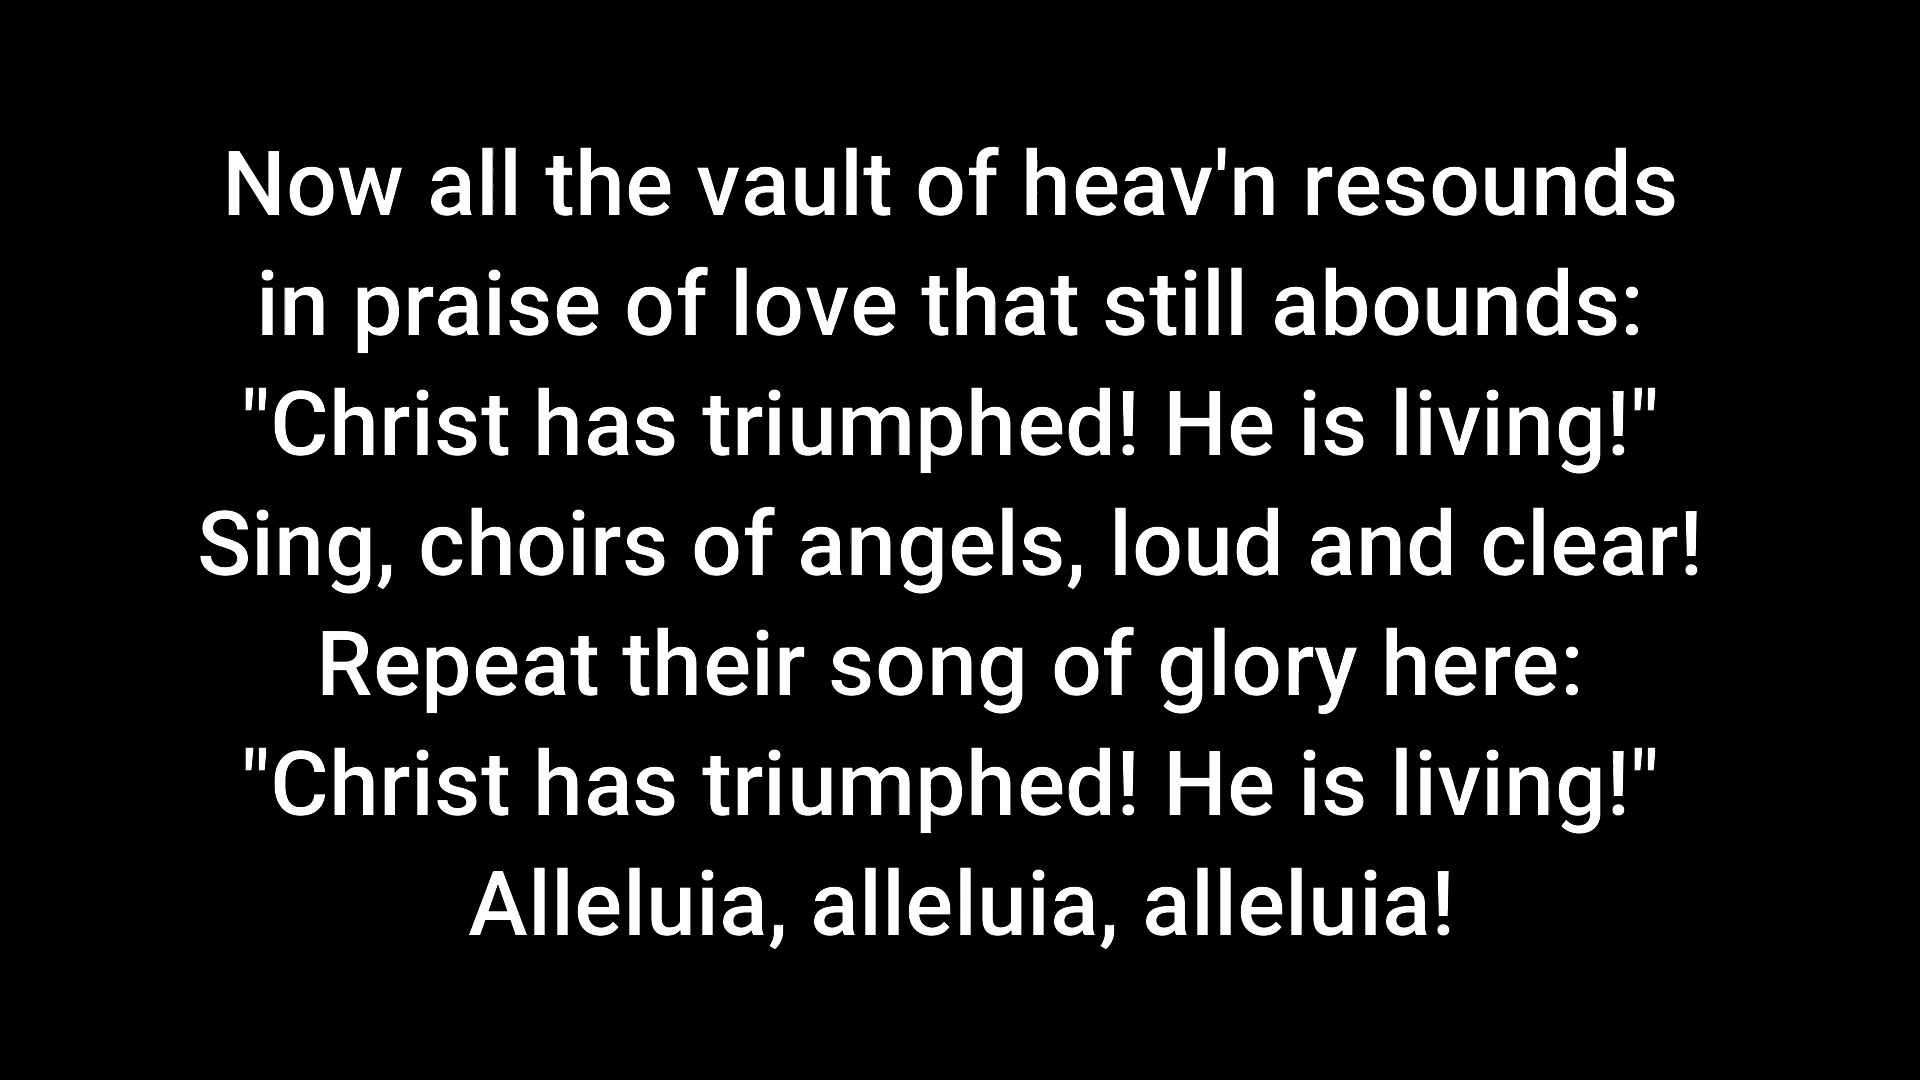 Now all the vault of heav'n resounds
in praise of love that still abounds:
"Christ has triumphed! He is living!"
Sing, choirs of angels, loud and clear!
Repeat their song of glory here:
"Christ has triumphed! He is living!"
Alleluia, alleluia, alleluia!